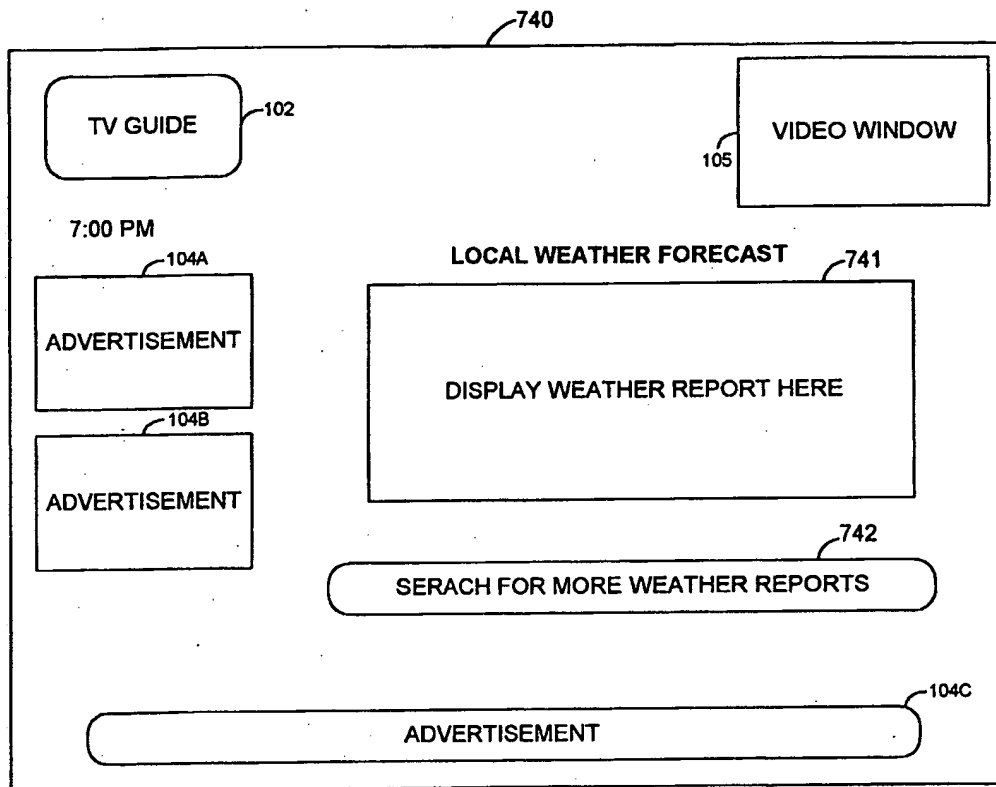 740
TV GUIDE
102
VIDEO WINDOW
105
7:00 PM
LOCAL WEATHER FORECAST
104A
741
ADVERTISEMENT
DISPLAY WEATHER REPORT HERE
104B
ADVERTISEMENT
742
SERACH FOR MORE WEATHER REPORTS
104C
ADVERTISEMENT